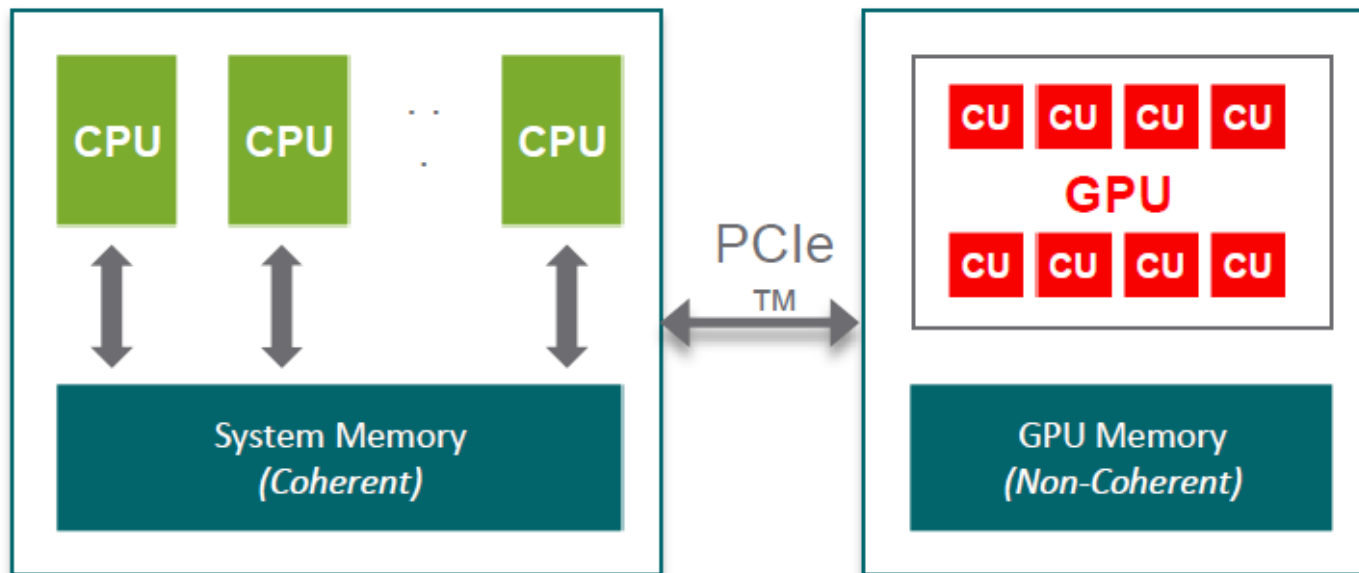 CPU CPU . . CPU
.
System Memory
(Coherent)
PCIe
TM
CU CU CU CU
GPU
CU CU CU CU
GPU Memory
(Non-Coherent)